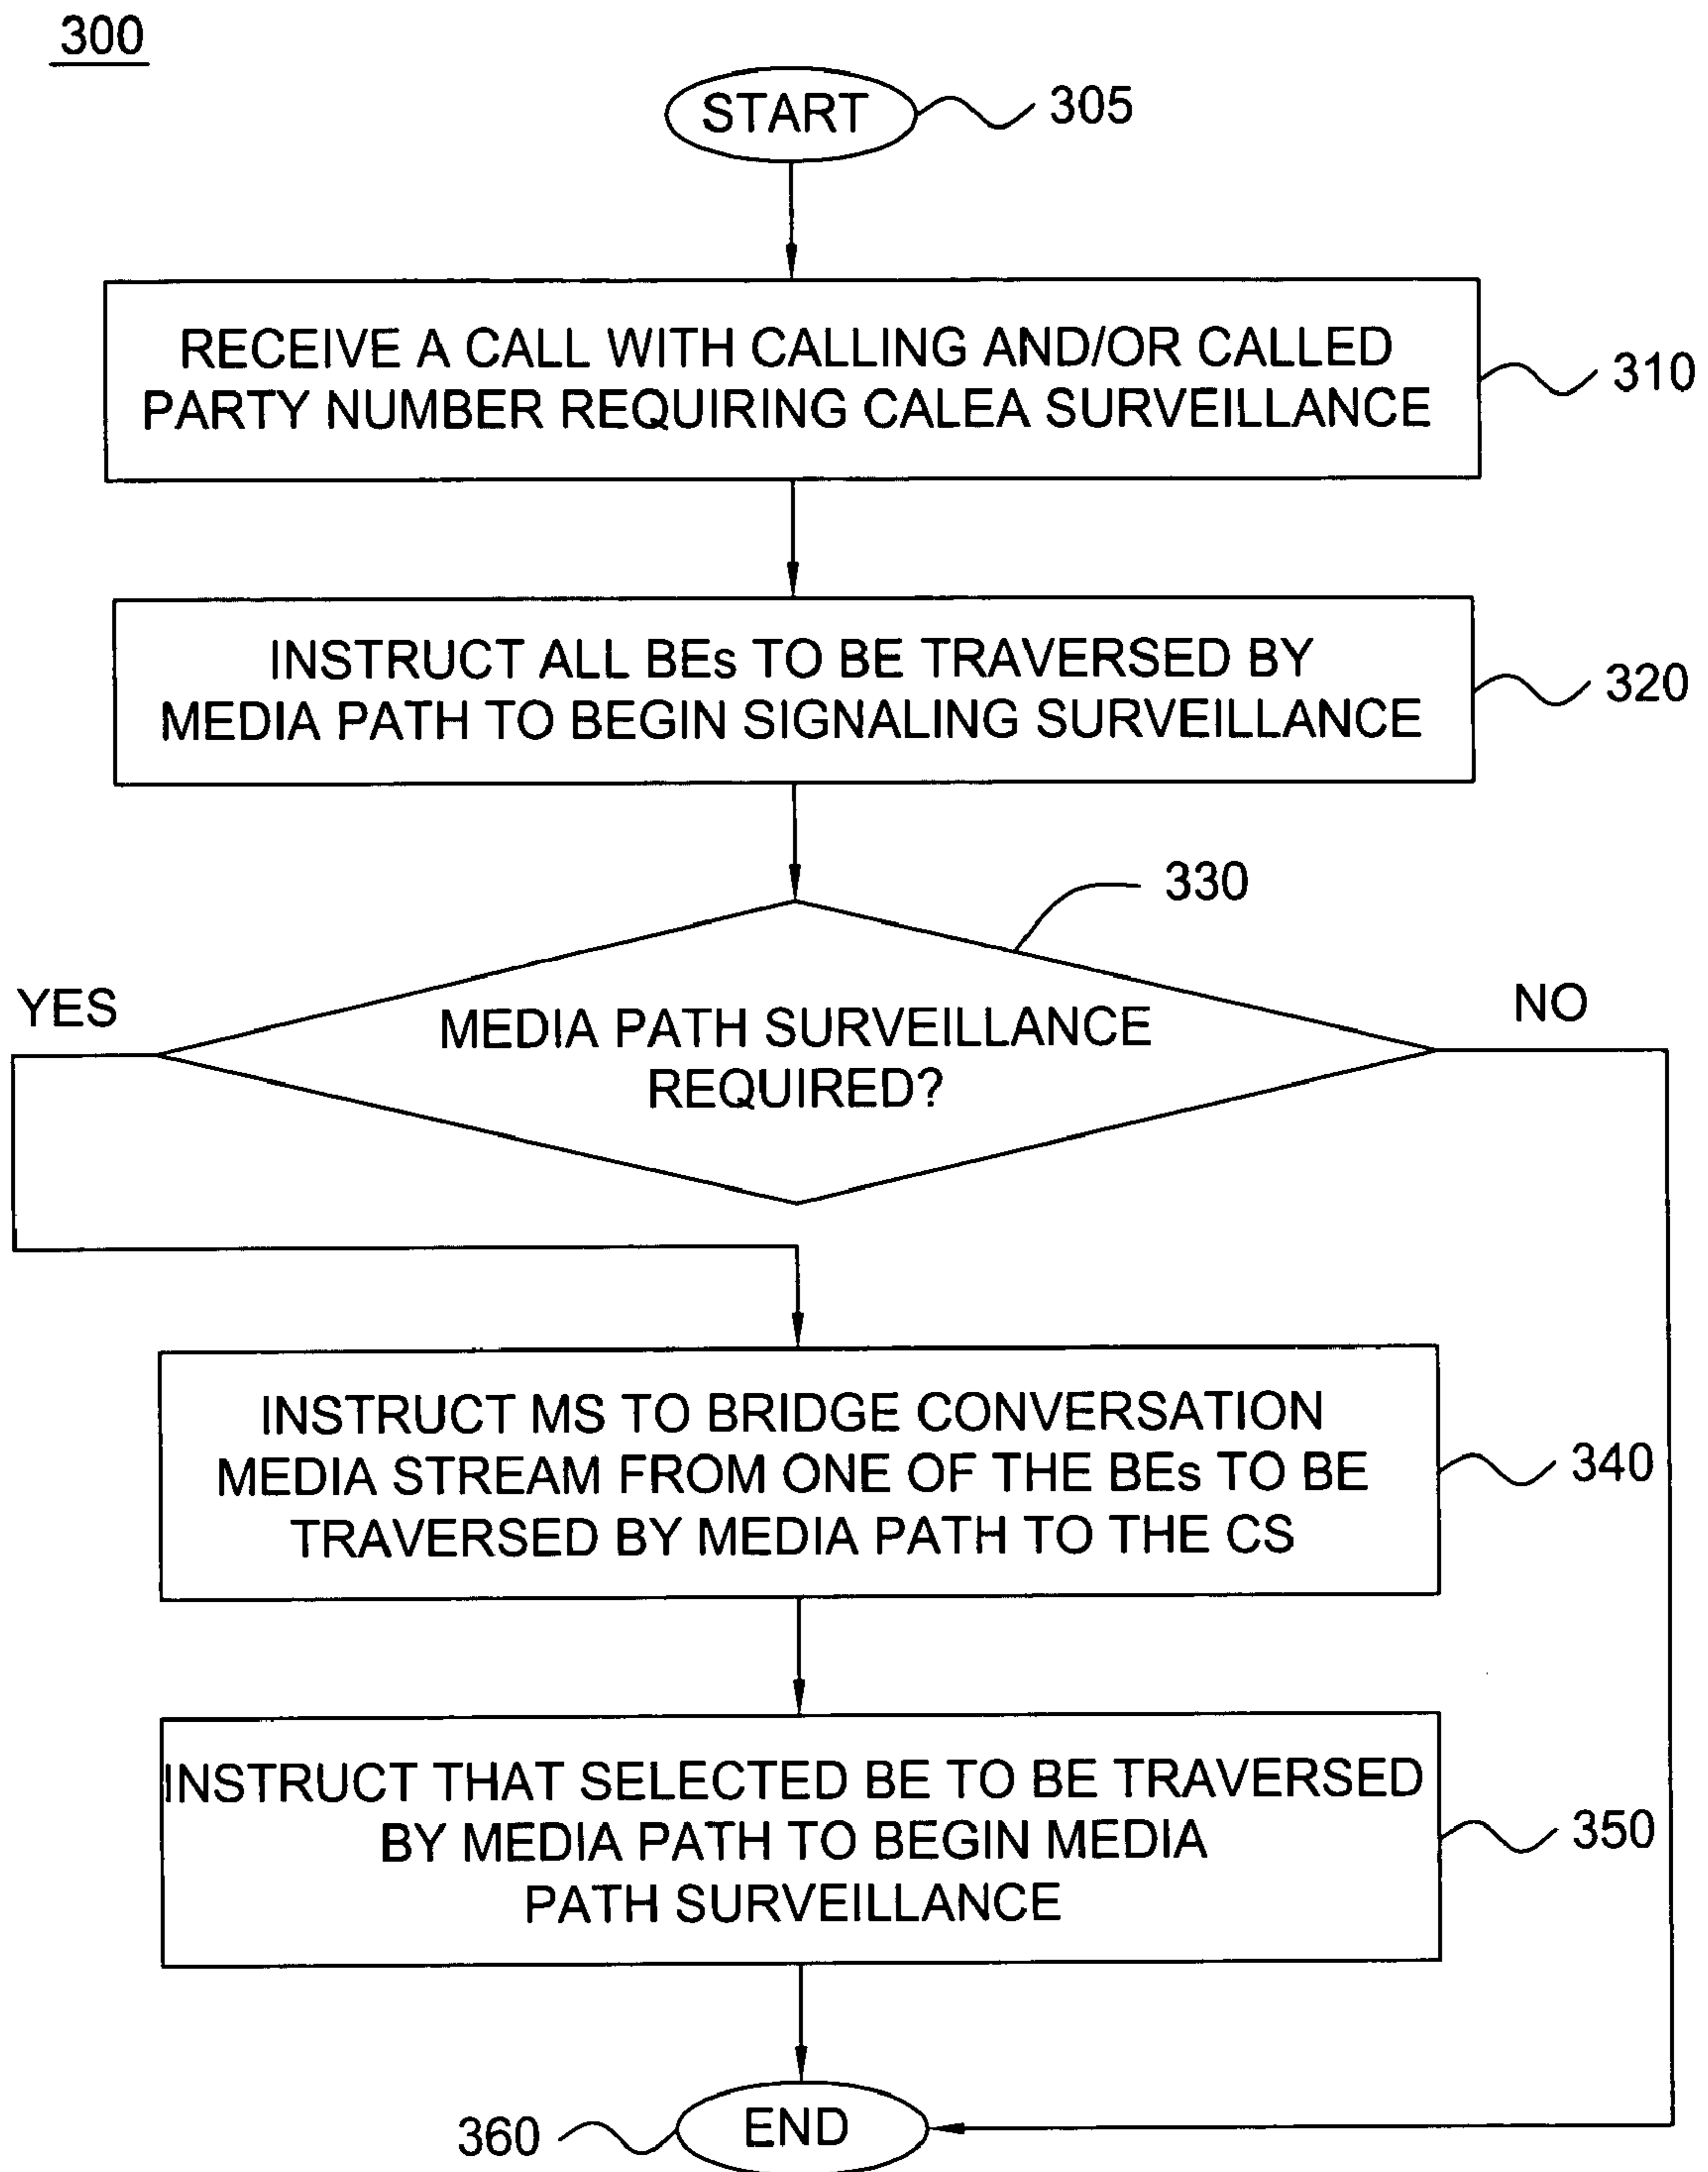 300
START
305
RECEIVE A CALL WITH CALLING AND/OR CALLED
PARTY NUMBER REQUIRING CALEA SURVEILLANCE
310
INSTRUCT ALL BEs TO BE TRAVERSED BY
MEDIA PATH TO BEGIN SIGNALING SURVEILLANCE
320
330
YES
NO
MEDIA PATH SURVEILLANCE
REQUIRED?
INSTRUCT MS TO BRIDGE CONVERSATION
MEDIA STREAM FROM ONE OF THE BEs TO BE
TRAVERSED BY MEDIA PATH TO THE CS
340
INSTRUCT THAT SELECTED BE TO BE TRAVERSED
BY MEDIA PATH TO BEGIN MEDIA
PATH SURVEILLANCE
350
360
END